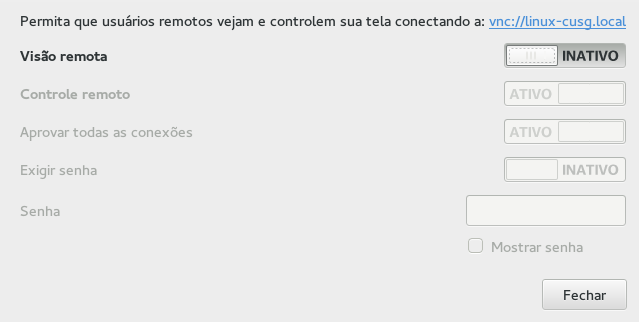 Permita que usuários remotos vejam e controlem sua tela conectando a: vnc://linux-cusg.local
Visão remota INATIVO
Controle remoto ATIVO
Aprovar todas as conexões ATIVO
Exigir senha INATIVO
Senha
Mostrar senha
Fechar